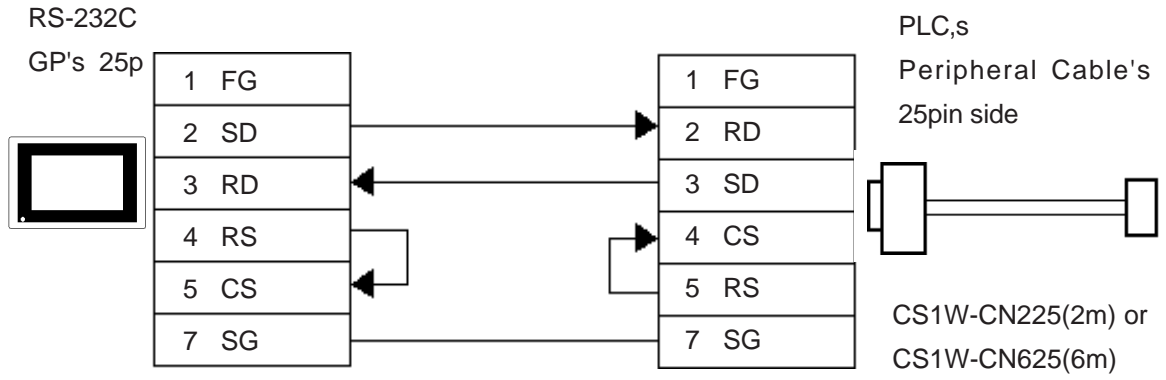 RS-232C
GP's 25p
1 FG
2 SD
3 RD
4 RS
5 CS
7 SG
1 FG
2 RD
3 SD
4 CS
5 RS
7 SG
PLC,s
Peripheral Cable's
25pin side
CS1W-CN225(2m) or
CS1W-CN625(6m)